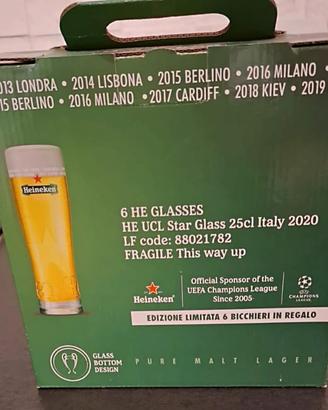 013 LONDRA • 2014 LISBONA • 2015 BERLINO • 2016 MILANO •
15 BERLINO • 2016 MILANO • 2017 CARDIFF • 2018 KIEV • 2019
Heineken
6 HE GLASSES
HE UCL Star Glass 25cl Italy 2020
LF code: 88021782
FRAGILE This way up
Heineken®
Official Sponsor of the
UEFA Champions League
Since 2005
CHAMPIONS
LEAGUE
EDIZIONE LIMITATA 6 BICCHIERI IN REGALO
GLASS
BOTTOM
DESIGN
PURE MALT LAGER